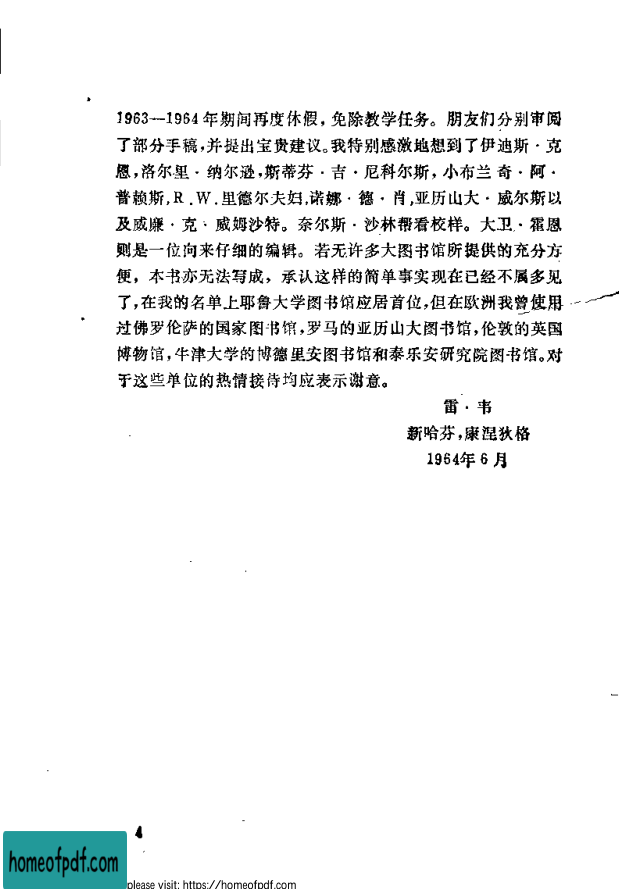 1963—1964年期间再度休假，免除教学任务。朋友们分别审阅
了部分手稿，并提出宝贵建议。我特别感激地想到了伊迪斯·克
恩，洛尔里·纳尔逊，斯蒂芬·吉·尼科尔斯，小布兰奇·阿·
普赖斯，R.W.里德尔夫妇，诺娜·德·肖，亚历山大·威尔斯以
及威廉·克·威姆沙特。奈尔斯·沙林帮看校样。大卫·霍恩
则是一位向来仔细的编辑。若无许多大图书馆所提供的充分方
便，本书亦无法写成，承认这样的简单事实现在已经不属多见
了，在我的名单上耶鲁大学图书馆应居首位，但在欧洲我曾使用
过佛罗伦萨的国家图书馆，罗马的亚历山大图书馆，伦敦的英国
博物馆，牛津大学的博德里安图书馆和泰乐安研究院图书馆。对
于这些单位的热情接待均应表示谢意。
雷·韦
新哈芬，康涅狄格
1964年6月
4
homeofpdf.com
please visit: https://homeofpdf.com